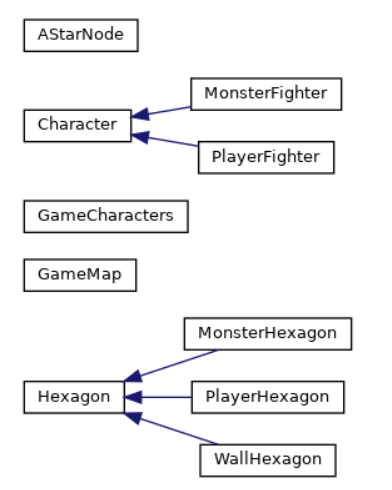 AStarNode
MonsterFighter
Character
PlayerFighter
GameCharacters
GameMap
MonsterHexagon
Hexagon
PlayerHexagon
WallHexagon